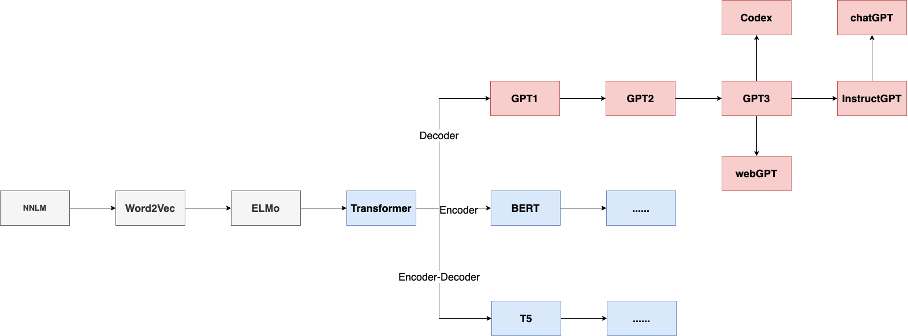 Codex
chatGPT
GPT1
GPT2
GPT3
InstructGPT
Decoder
webGPT
NNLM
Word2Vec
ELMo
Transformer
Encoder
BERT
......
Encoder-Decoder
T5
......